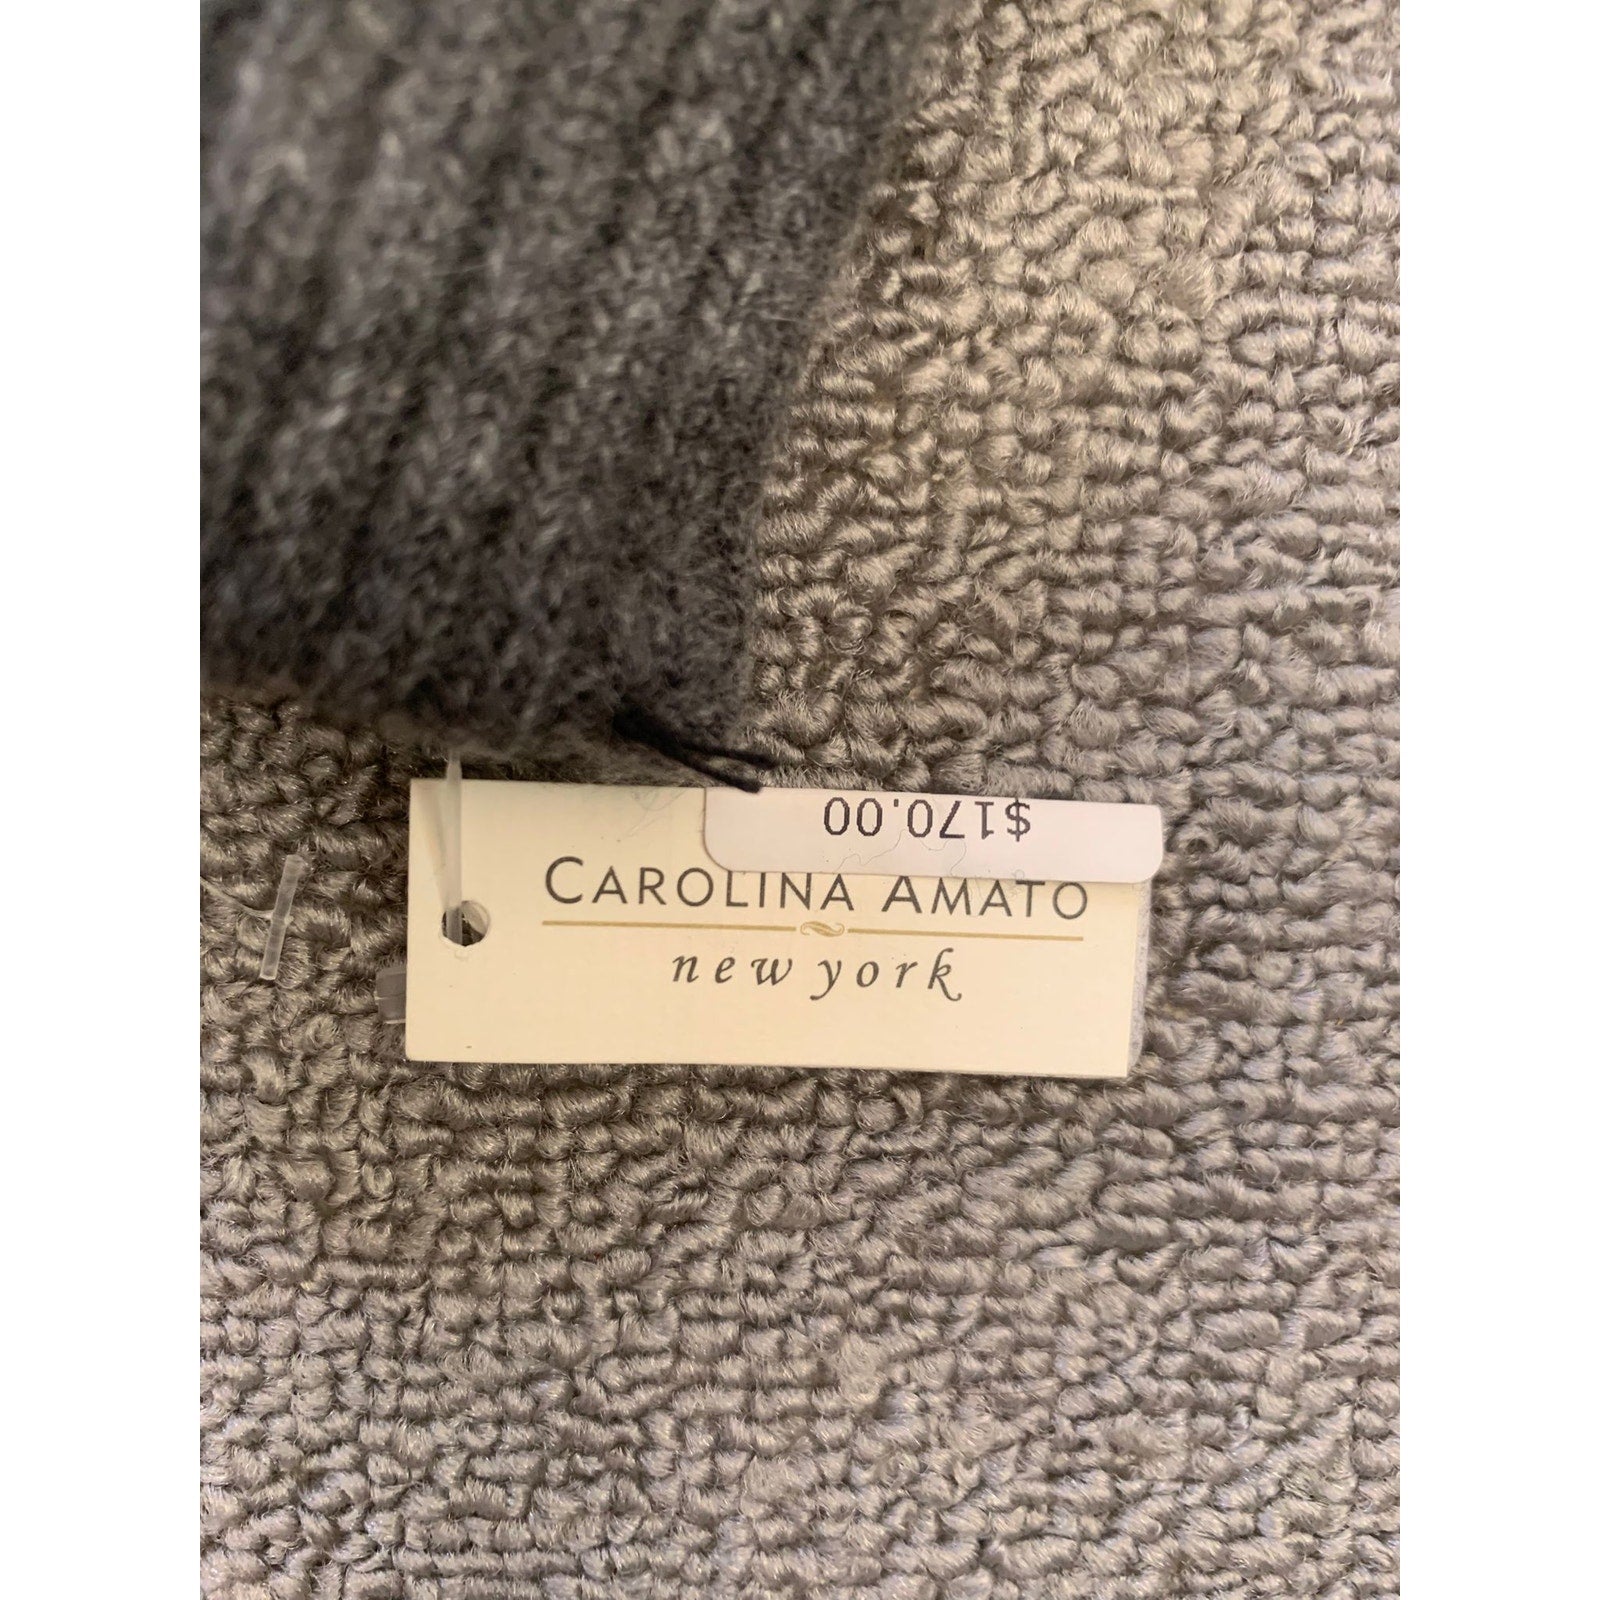 $170.00
CAROLINA AMATO
new york